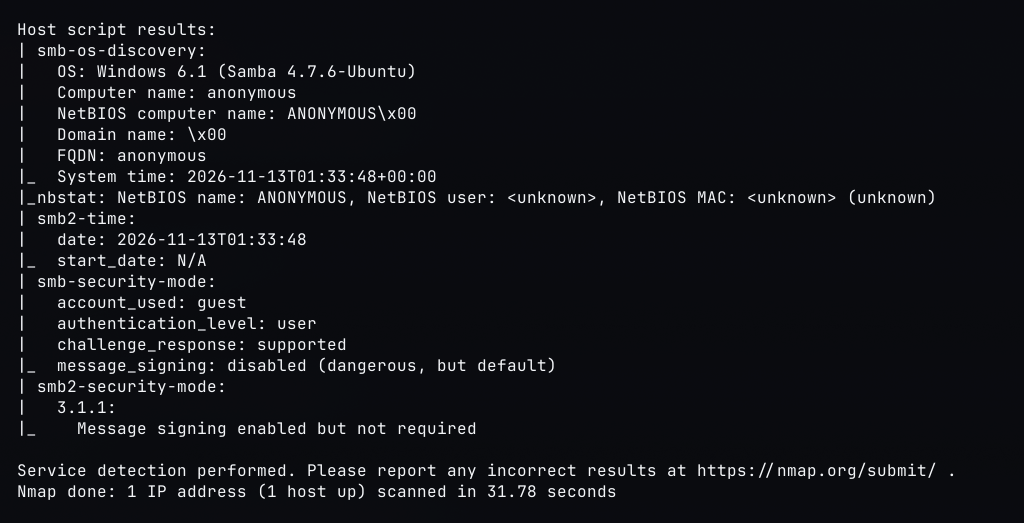 Host script results:
| smb-os-discovery:
|   OS: Windows 6.1 (Samba 4.7.6-Ubuntu)
|   Computer name: anonymous
|   NetBIOS computer name: ANONYMOUS\x00
|   Domain name: \x00
|   FQDN: anonymous
|_  System time: 2026-11-13T01:33:48+00:00
|_nbstat: NetBIOS name: ANONYMOUS, NetBIOS user: <unknown>, NetBIOS MAC: <unknown> (unknown)
| smb2-time:
|   date: 2026-11-13T01:33:48
|_  start_date: N/A
| smb-security-mode:
|   account_used: guest
|   authentication_level: user
|   challenge_response: supported
|_  message_signing: disabled (dangerous, but default)
| smb2-security-mode:
|   3.1.1:
|_    Message signing enabled but not required

Service detection performed. Please report any incorrect results at https://nmap.org/submit/ .
Nmap done: 1 IP address (1 host up) scanned in 31.78 seconds